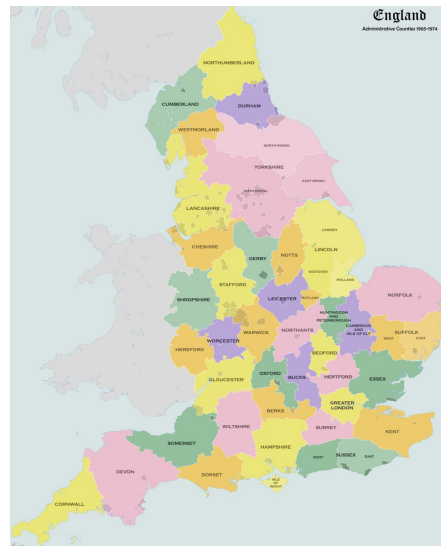 England
Administrative Counties 1965-1974
NORTHUMBERLAND
CUMBERLAND
DURHAM
WESTMORLAND
NORTH RIDING
YORKSHIRE
EAST RIDING
WEST RIDING
LANCASHIRE
LINDSEY
CHESHIRE
DERBY
NOTTS
LINCOLN
KESTEVEN
HOLLAND
STAFFORD
SHROPSHIRE
LEICESTER
RUTLAND
NORFOLK
HUNTINGDON
AND
PETERBOROUGH
CAMBRIDGE
AND
ISLE OF ELY
SUFFOLK
WEST
EAST
WORCESTER
WARWICK
NORTHANTS
HEREFORD
BEDFORD
GLOUCESTER
OXFORD
BUCKS
HERTFORD
ESSEX
GREATER
LONDON
BERKS
WILTSHIRE
SURREY
KENT
SOMERSET
HAMPSHIRE
WEST
SUSSEX
EAST
DEVON
DORSET
ISLE
OF
WIGHT
CORNWALL